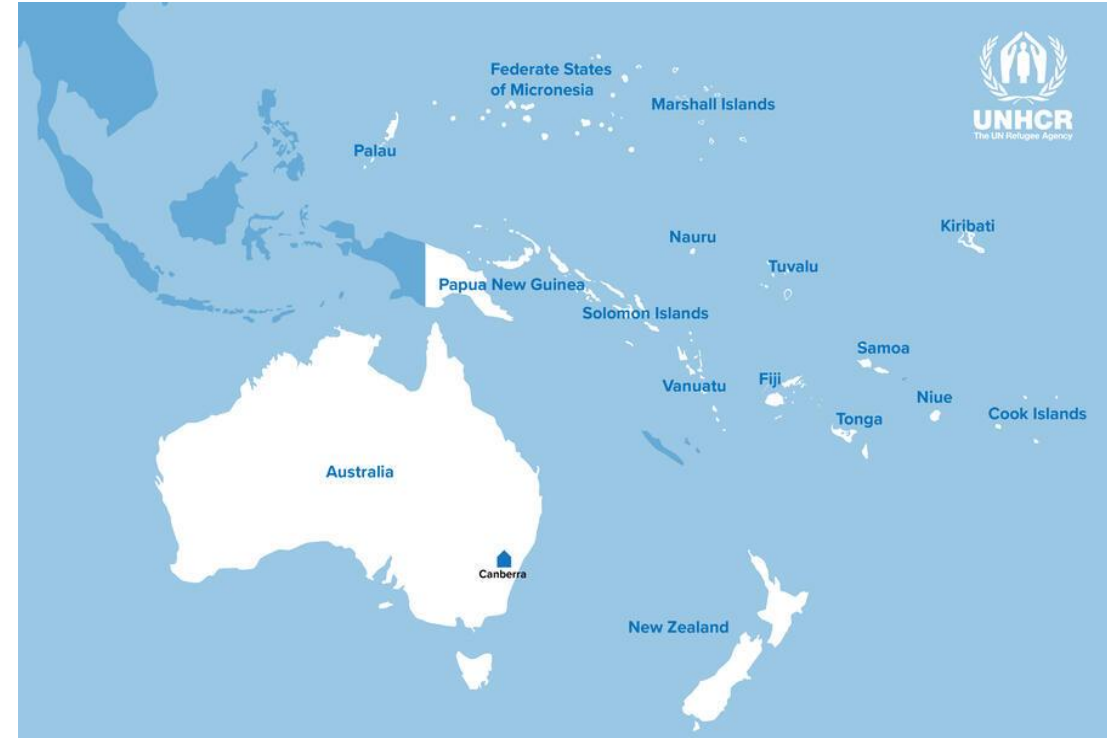 Federate States
of Micronesia
Marshall Islands
UNHCR
The UN Refugee Agency
Palau
Kiribati
Nauru
Tuvalu
Papua New Guinea
Solomon Islands
Samoa
Fiji
Vanuatu
Niue
Tonga
Cook Islands
Australia
Canberra
New Zealand